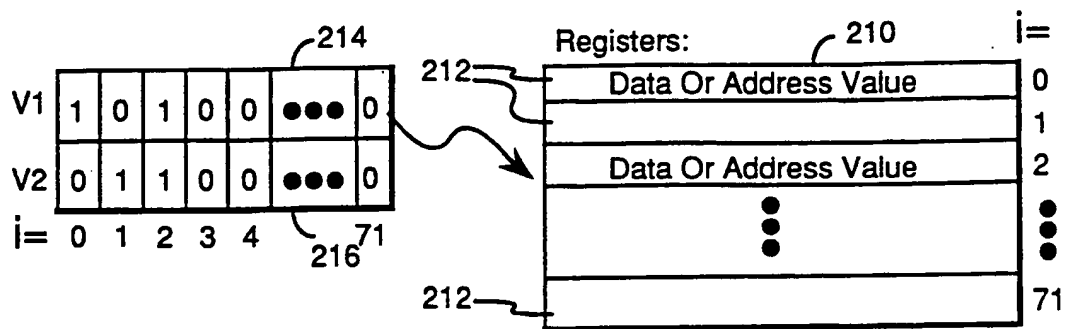 214
V1 1 0 1 0 0 ●●● 0
V2 0 1 1 0 0 ●●● 0
i= 0 1 2 3 4 71
216
Registers: 210 i=
212 Data Or Address Value 0
1
Data Or Address Value 2
212 71